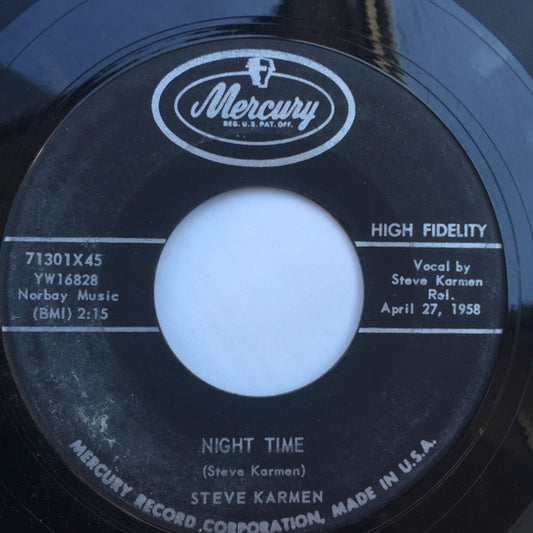 Mercury
REG. U.S. PAT. OFF.
HIGH FIDELITY
71301X45
YW16828
Norbay Music
(BMI) 2:15
Vocal by
Steve Karmen
Rel.
April 27, 1958
NIGHT TIME
(Steve Karmen)
STEVE KARMEN
MERCURY RECORD CORPORATION, MADE IN U.S.A.